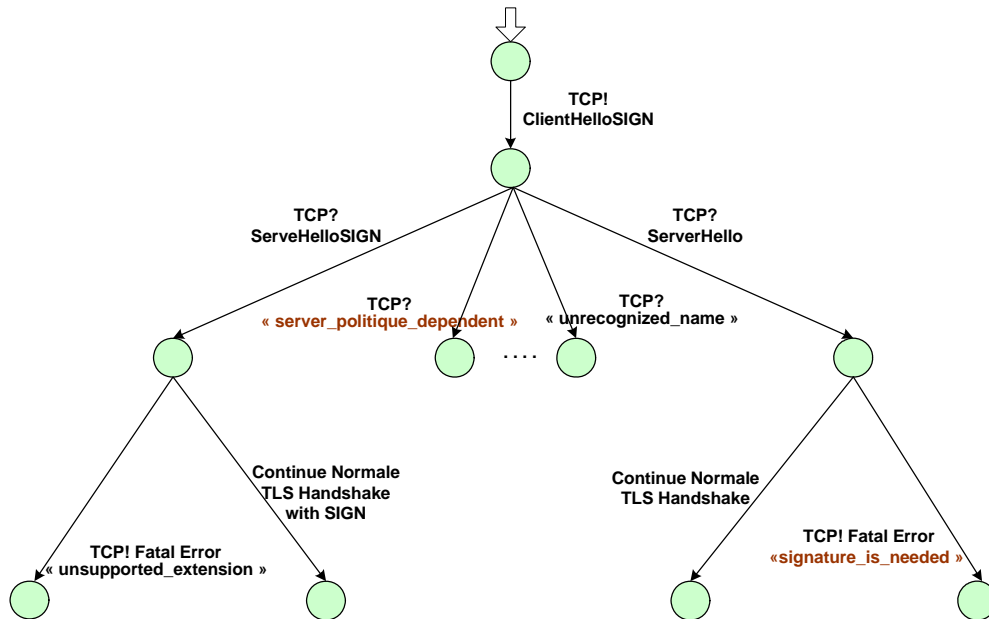 TCP!
ClientHelloSIGN
TCP?
ServeHelloSIGN
TCP?
ServerHello
TCP?
« server_politique_dependent »
TCP?
« unrecognized_name »
....
Continue Normale
TLS Handshake
with SIGN
Continue Normale
TLS Handshake
TCP! Fatal Error
« unsupported_extension »
TCP! Fatal Error
«signature_is_needed »